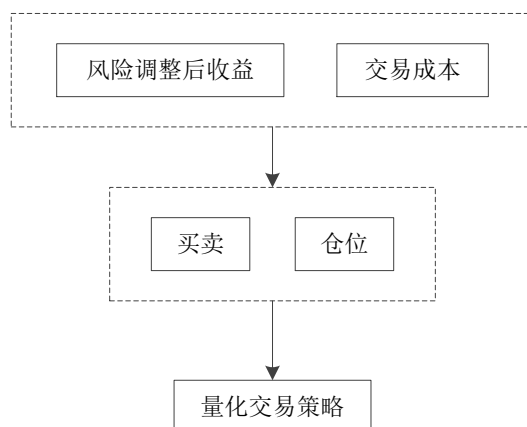 风险调整后收益
交易成本
买卖
仓位
量化交易策略